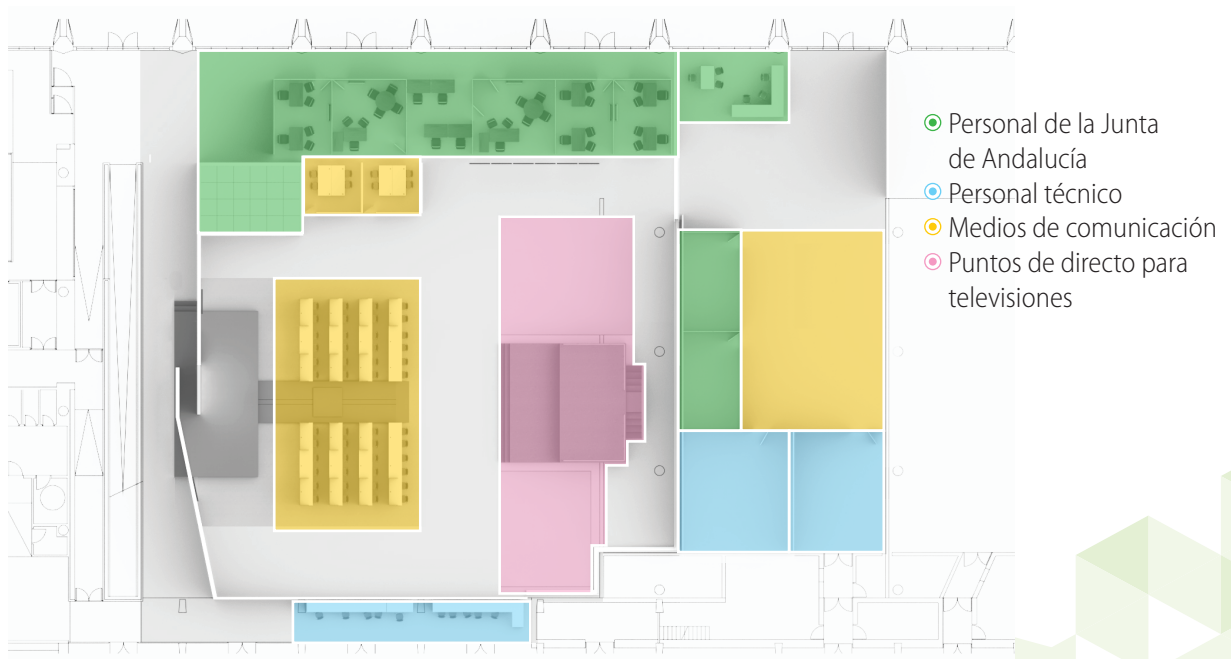 Personal de la Junta
de Andalucía
Personal técnico
Medios de comunicación
Puntos de directo para
televisiones